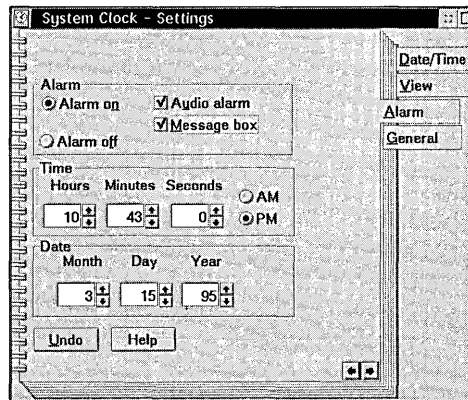 System Clock - Settings
Date/Time
View
Alarm
General
Alarm
Alarm on
Audio alarm
Message box
Alarm off
Time
Hours Minutes Seconds
AM
10 43 0
PM
Date
Month Day Year
3 15 95
Undo Help